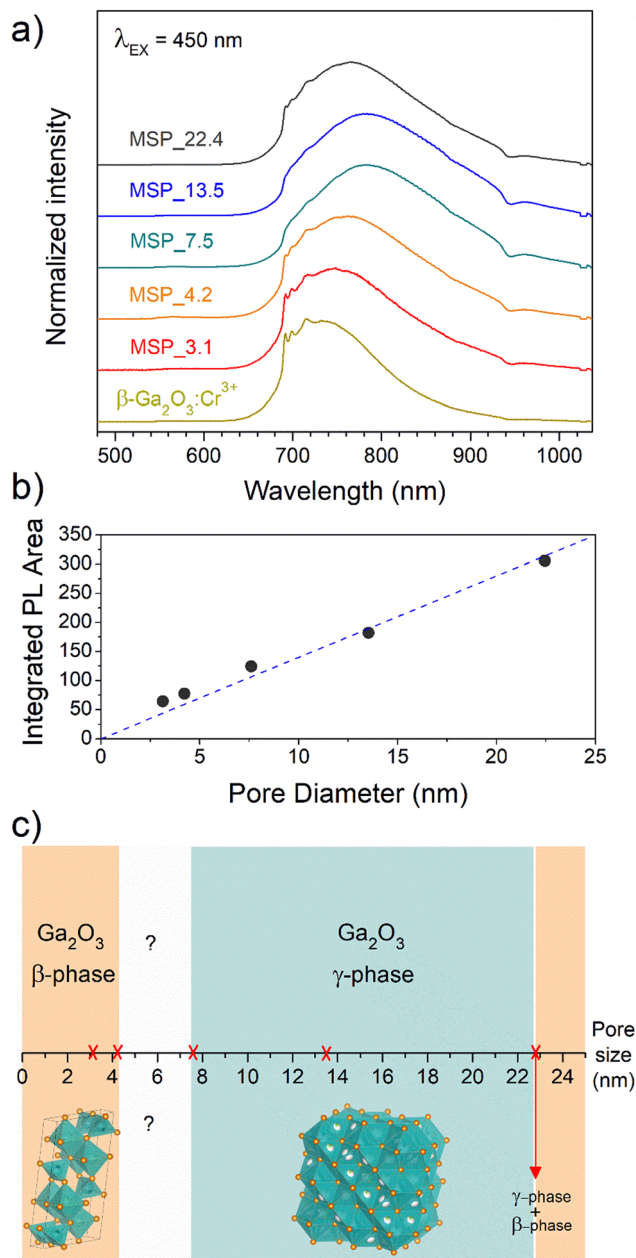 a)
λEX = 450 nm
Normalized intensity
MSP_22.4
MSP_13.5
MSP_7.5
MSP_4.2
MSP_3.1
β-Ga2O3:Cr3+
500 600 700 800 900 1000
Wavelength (nm)
b)
Integrated PL Area
350
300
250
200
150
100
50
0
0 5 10 15 20 25
Pore Diameter (nm)
c)
Ga2O3
β-phase
?
Ga2O3
γ-phase
Pore
size
(nm)
0 2 4 6 8 10 12 14 16 18 20 22 24
?
γ-phase
+
β-phase